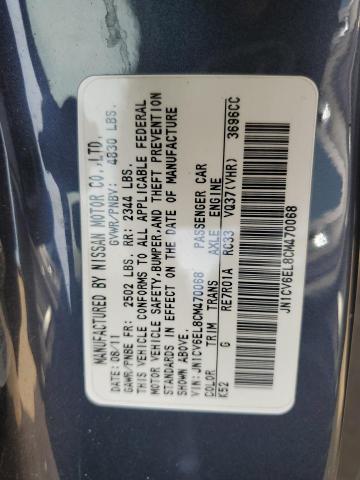 MANUFACTURED BY NISSAN MOTOR CO.,LTD.
DATE: 08/11 GVWR/PNBV: 4830 LBS.
GAWR/PNBE FR: 2502 LBS. RR: 2344 LBS.
THIS VEHICLE CONFORMS TO ALL APPLICABLE FEDERAL
MOTOR VEHICLE SAFETY,BUMPER,AND THEFT PREVENTION
STANDARDS IN EFFECT ON THE DATE OF MANUFACTURE
SHOWN ABOVE.
VIN: JN1CV6EL8CM470068 PASSENGER CAR
COLOR TRIM TRANS AXLE ENGINE
K52 G RE7R01A RC33 VQ37(VHR) 3696CC
JN1CV6EL8CM470068